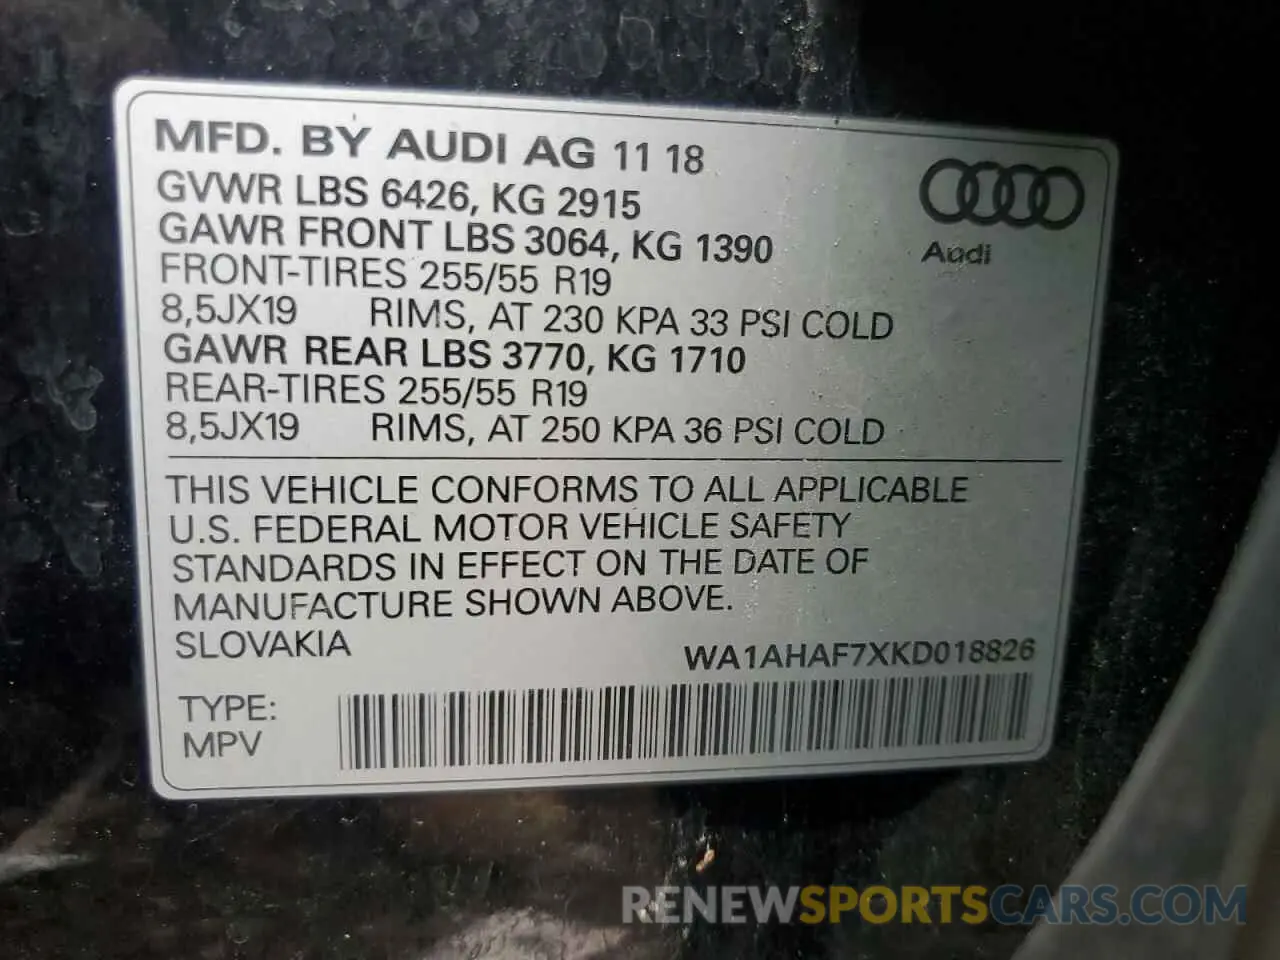 MFD. BY AUDI AG 11 18
GVWR LBS 6426, KG 2915
GAWR FRONT LBS 3064, KG 1390
FRONT-TIRES 255/55 R19
8,5JX19 RIMS, AT 230 KPA 33 PSI COLD
GAWR REAR LBS 3770, KG 1710
REAR-TIRES 255/55 R19
8,5JX19 RIMS, AT 250 KPA 36 PSI COLD
Audi
THIS VEHICLE CONFORMS TO ALL APPLICABLE
U.S. FEDERAL MOTOR VEHICLE SAFETY
STANDARDS IN EFFECT ON THE DATE OF
MANUFACTURE SHOWN ABOVE.
SLOVAKIA
WA1AHAF7XKD018826
TYPE:
MPV
RENEWSPORTSCARS.COM